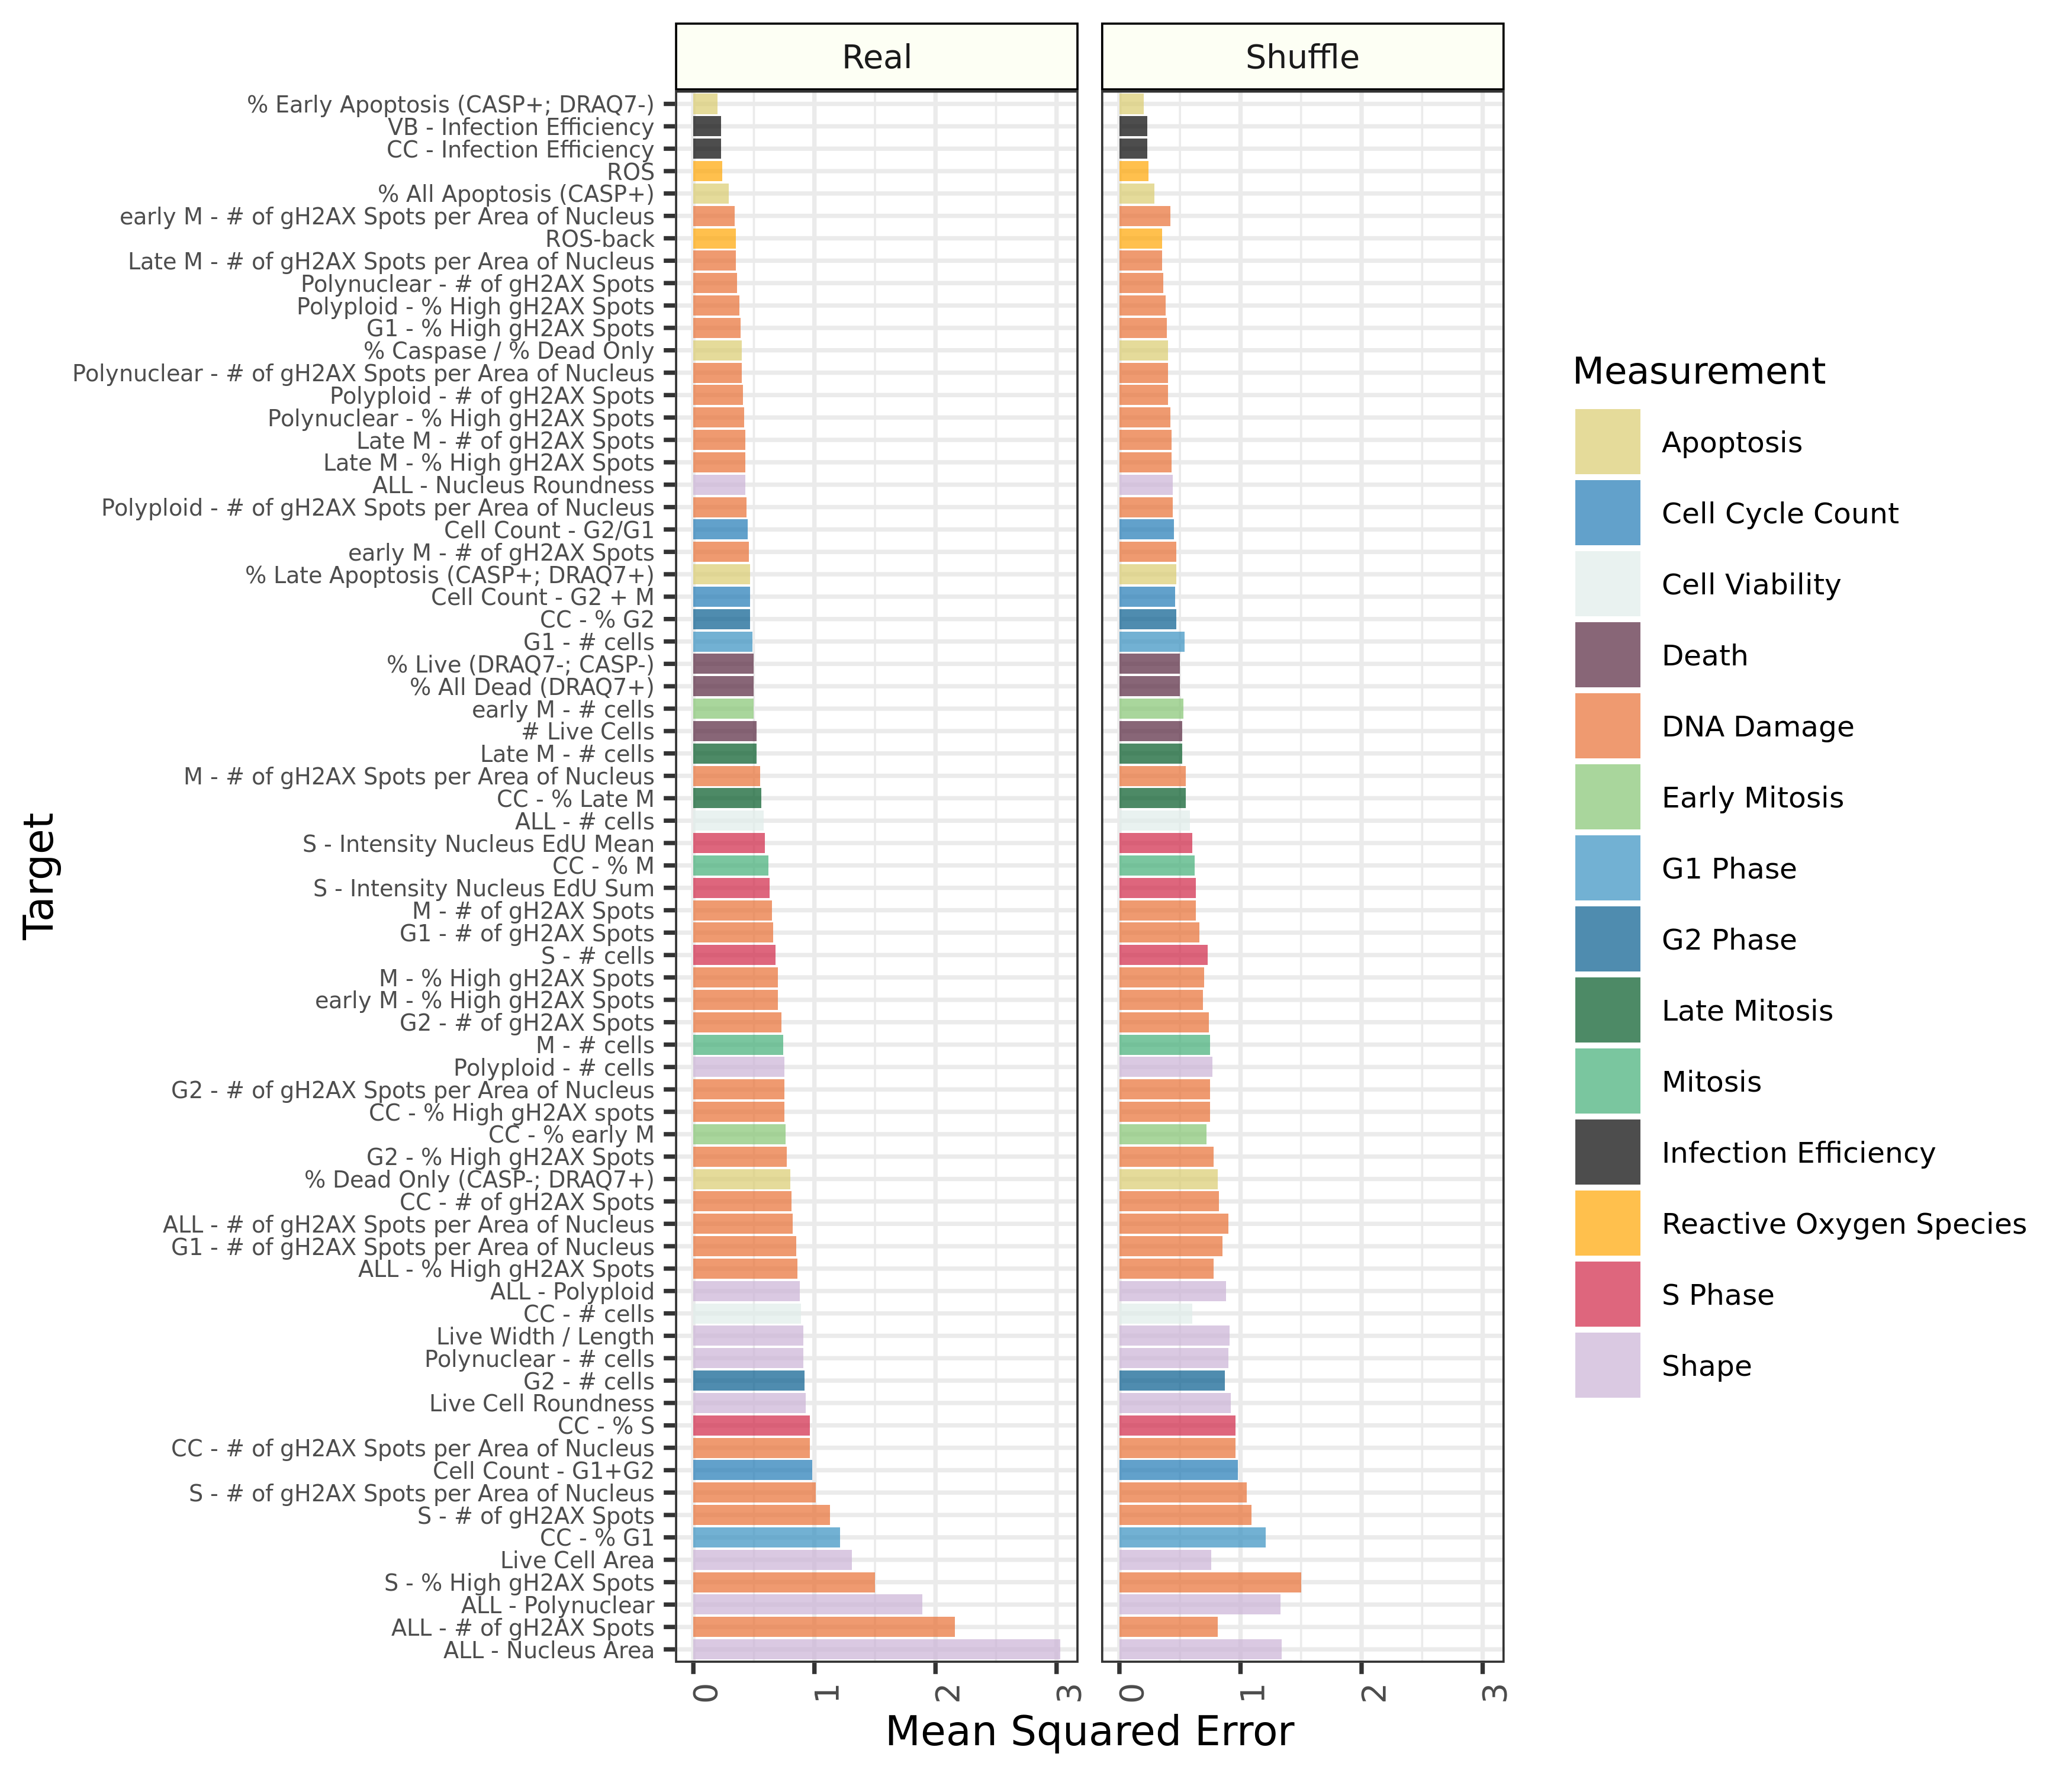 Real
Shuffle
% Early Apoptosis (CASP+; DRAQ7-)
VB - Infection Efficiency
CC - Infection Efficiency
ROS
% All Apoptosis (CASP+)
early M - # of gH2AX Spots per Area of Nucleus
ROS-back
Late M - # of gH2AX Spots per Area of Nucleus
Polynuclear - # of gH2AX Spots
Polyploid - % High gH2AX Spots
G1 - % High gH2AX Spots
% Caspase / % Dead Only
Polynuclear - # of gH2AX Spots per Area of Nucleus
Polyploid - # of gH2AX Spots
Polynuclear - % High gH2AX Spots
Late M - # of gH2AX Spots
Late M - % High gH2AX Spots
ALL - Nucleus Roundness
Polyploid - # of gH2AX Spots per Area of Nucleus
Cell Count - G2/G1
early M - # of gH2AX Spots
% Late Apoptosis (CASP+; DRAQ7+)
Cell Count - G2 + M
CC - % G2
G1 - # cells
% Live (DRAQ7-; CASP-)
% All Dead (DRAQ7+)
early M - # cells
# Live Cells
Late M - # cells
M - # of gH2AX Spots per Area of Nucleus
CC - % Late M
ALL - # cells
S - Intensity Nucleus EdU Mean
CC - % M
S - Intensity Nucleus EdU Sum
M - # of gH2AX Spots
G1 - # of gH2AX Spots
S - # cells
M - % High gH2AX Spots
early M - % High gH2AX Spots
G2 - # of gH2AX Spots
M - # cells
Polyploid - # cells
G2 - # of gH2AX Spots per Area of Nucleus
CC - % High gH2AX spots
CC - % early M
G2 - % High gH2AX Spots
% Dead Only (CASP-; DRAQ7+)
CC - # of gH2AX Spots
ALL - # of gH2AX Spots per Area of Nucleus
G1 - # of gH2AX Spots per Area of Nucleus
ALL - % High gH2AX Spots
ALL - Polyploid
CC - # cells
Live Width / Length
Polynuclear - # cells
G2 - # cells
Live Cell Roundness
CC - % S
CC - # of gH2AX Spots per Area of Nucleus
Cell Count - G1+G2
S - # of gH2AX Spots per Area of Nucleus
S - # of gH2AX Spots
CC - % G1
Live Cell Area
S - % High gH2AX Spots
ALL - Polynuclear
ALL - # of gH2AX Spots
ALL - Nucleus Area
Target
0 1 2 3
0 1 2 3
Mean Squared Error
Measurement
Apoptosis
Cell Cycle Count
Cell Viability
Death
DNA Damage
Early Mitosis
G1 Phase
G2 Phase
Late Mitosis
Mitosis
Infection Efficiency
Reactive Oxygen Species
S Phase
Shape